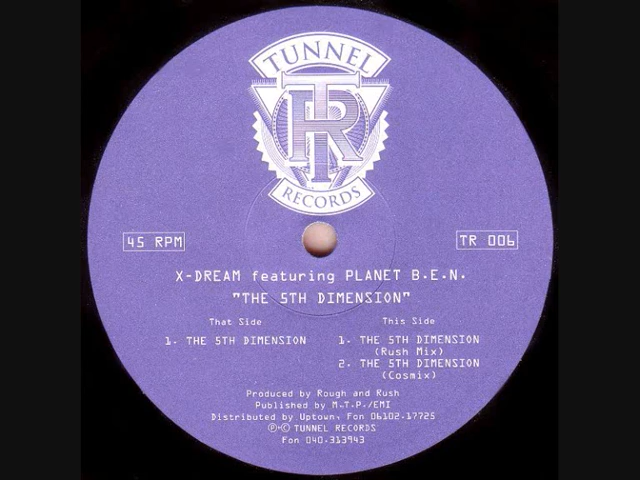 TUNNEL
TR
RECORDS
45 RPM
TR 006
X-DREAM featuring PLANET B.E.N.
"THE 5TH DIMENSION"
That Side
1. THE 5TH DIMENSION
This Side
1. THE 5TH DIMENSION
(Rush Mix)
2. THE 5TH DIMENSION
(Cosmix)
Produced by Rough and Rush
Published by M.T.P./EMI
Distributed by Uptown, Fon 06102.17725
℗·© TUNNEL RECORDS
Fon 040.313943